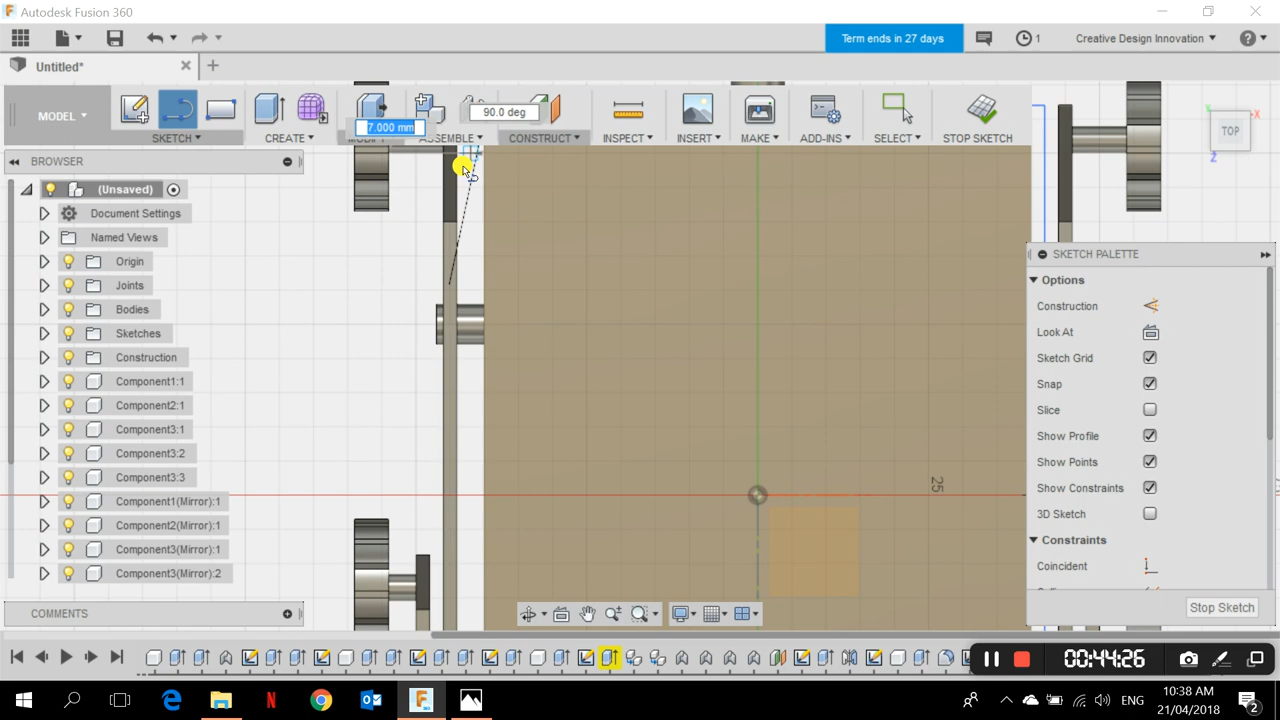 Autodesk Fusion 360
Term ends in 27 days
1
Creative Design Innovation
Untitled*
MODEL
SKETCH
CREATE
7.000 mm
ASSEMBLE
90.0 deg
CONSTRUCT
INSPECT
INSERT
MAKE
ADD-INS
SELECT
STOP SKETCH
TOP
X
Z
BROWSER
(Unsaved)
Document Settings
Named Views
Origin
Joints
Bodies
Sketches
Construction
Component1:1
Component2:1
Component3:1
Component3:2
Component3:3
Component1(Mirror):1
Component2(Mirror):1
Component3(Mirror):1
Component3(Mirror):2
COMMENTS
25
SKETCH PALETTE
Options
Construction
Look At
Sketch Grid
Snap
Slice
Show Profile
Show Points
Show Constraints
3D Sketch
Constraints
Coincident
Stop Sketch
00:44:26
ENG
10:38 AM
21/04/2018
2